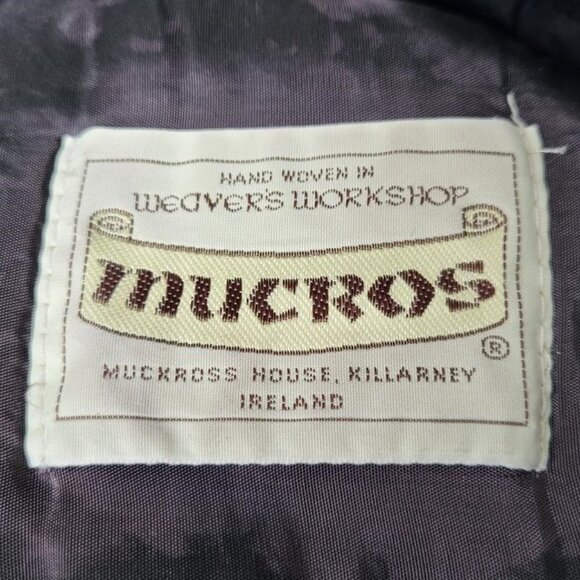 HAND WOVEN IN
WEAVER'S WORKSHOP
MUCROS
®
MUCKROSS HOUSE, KILLARNEY
IRELAND